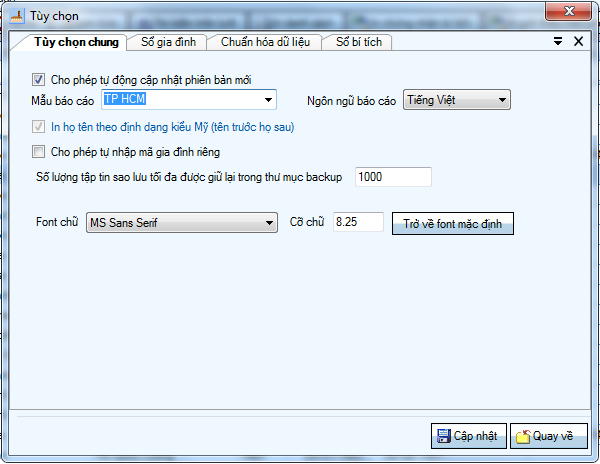 Tùy chọn
Tùy chọn chung
Sổ gia đình
Chuẩn hóa dữ liệu
Sổ bí tích
Cho phép tự động cập nhật phiên bản mới
Mẫu báo cáo TP HCM Ngôn ngữ báo cáo Tiếng Việt
In họ tên theo định dạng kiểu Mỹ (tên trước họ sau)
Cho phép tự nhập mã gia đình riêng
Số lượng tập tin sao lưu tối đa được giữ lại trong thư mục backup 1000
Font chữ MS Sans Serif Cỡ chữ 8.25 Trở về font mặc định
Cập nhật Quay về